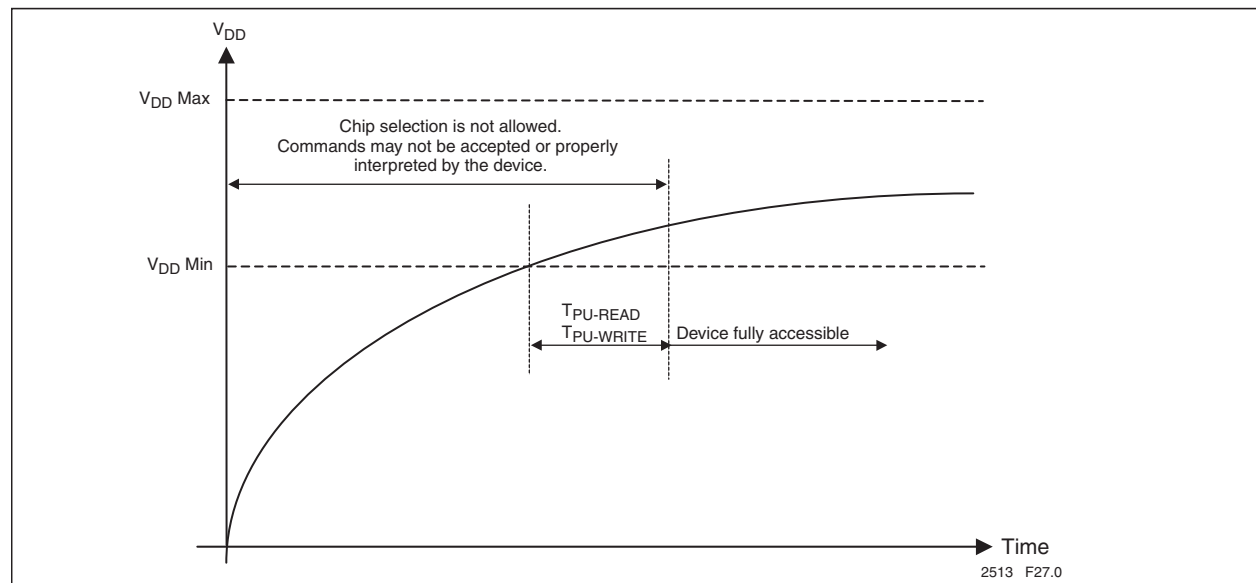 VDD
VDD Max
Chip selection is not allowed.
Commands may not be accepted or properly
interpreted by the device.
VDD Min
TPU-READ
TPU-WRITE
Device fully accessible
Time
2513 F27.0